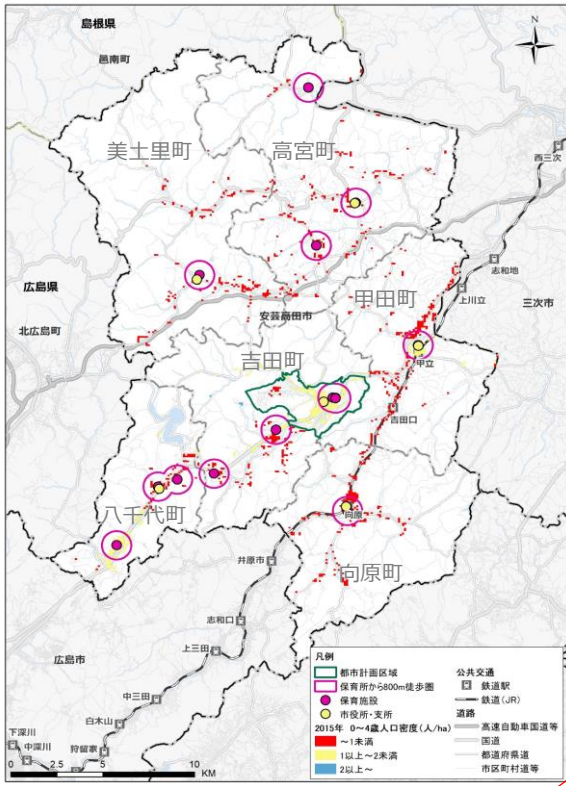 島根県
邑南町
N
美土里町
高宮町
西三次
志和地
広島県
甲田町
上川立
三次市
安芸高田市
北広島町
吉田町
甲立
吉田口
八千代町
向原
井原市
向原町
志和口
広島市
上三田
中三田
白木山
下深川
中深川
狩留家
0 2.5 5 10
KM
凡例
都市計画区域
保育所から800m徒歩圏
保育施設
市役所・支所
2015年 0~4歳人口密度(人/ha)
~1未満
1以上~2未満
2以上~
公共交通
鉄道駅
鉄道(JR)
道路
高速自動車国道等
国道
都道府県道
市区町村道等